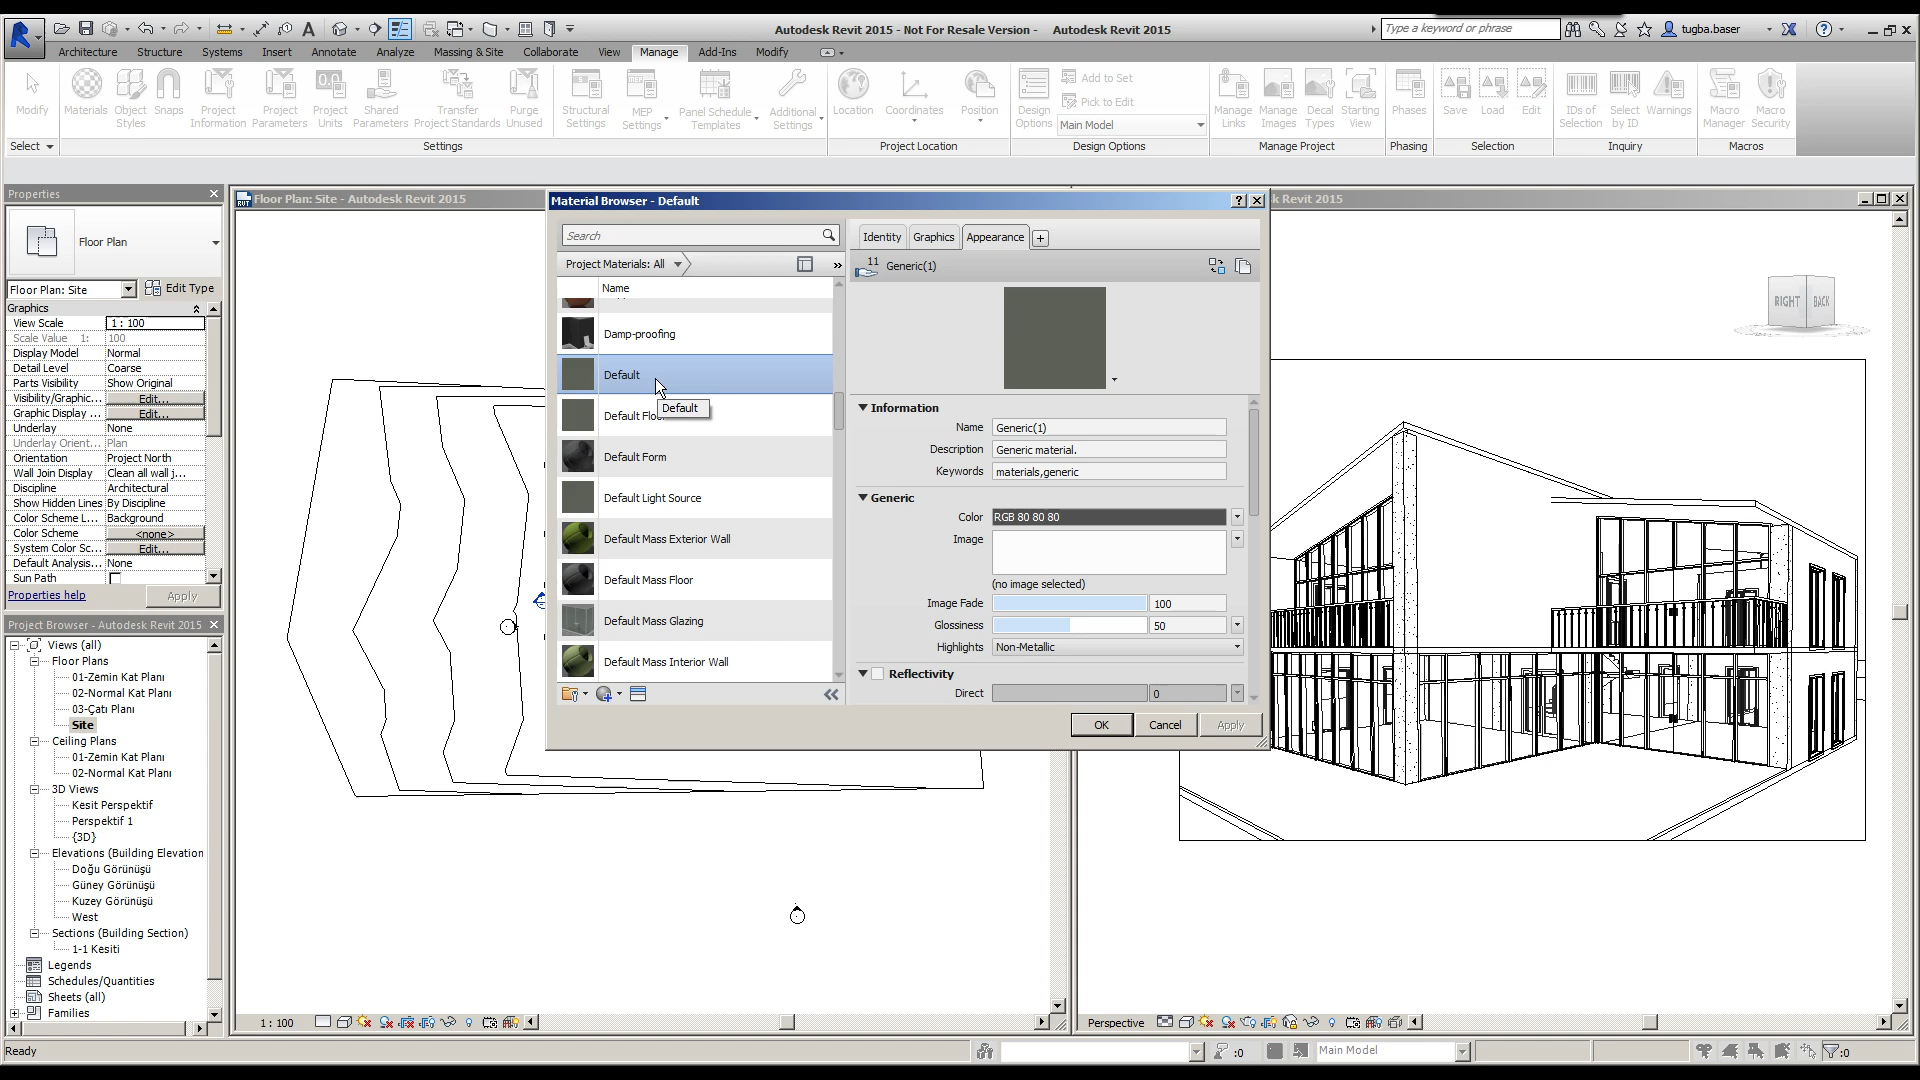 Autodesk Revit 2015 - Not For Resale Version - Autodesk Revit 2015
Type a keyword or phrase
tugba.baser
Architecture Structure Systems Insert Annotate Analyze Massing & Site Collaborate View Manage Add-Ins Modify
Modify
Materials
Object Styles
Snaps
Project Information
Project Parameters
Project Units
Shared Parameters
Transfer Project Standards
Purge Unused
Structural Settings
MEP Settings
Panel Schedule Templates
Additional Settings
Location
Coordinates
Position
Design Options
Add to Set
Pick to Edit
Main Model
Manage Links
Manage Images
Decal Types
Starting View
Phases
Save
Load
Edit
IDs of Selection
Select by ID
Warnings
Macro Manager
Macro Security
Select Settings Project Location Design Options Manage Project Phasing Selection Inquiry Macros
Properties
Floor Plan
Floor Plan: Site Edit Type
Graphics
View Scale 1 : 100
Scale Value 1: 100
Display Model Normal
Detail Level Coarse
Parts Visibility Show Original
Visibility/Graphic... Edit...
Graphic Display ... Edit...
Underlay None
Underlay Orient... Plan
Orientation Project North
Wall Join Display Clean all wall j...
Discipline Architectural
Show Hidden Lines By Discipline
Color Scheme L... Background
Color Scheme <none>
System Color Sc... Edit...
Default Analysis... None
Sun Path
Properties help Apply
Project Browser - Autodesk Revit 2015
Views (all)
Floor Plans
01-Zemin Kat Planı
02-Normal Kat Planı
03-Çatı Planı
Site
Ceiling Plans
01-Zemin Kat Planı
02-Normal Kat Planı
3D Views
Kesit Perspektif
Perspektif 1
{3D}
Elevations (Building Elevation
Doğu Görünüşü
Güney Görünüşü
Kuzey Görünüşü
West
Sections (Building Section)
1-1 Kesiti
Legends
Schedules/Quantities
Sheets (all)
Families
Floor Plan: Site - Autodesk Revit 2015
k Revit 2015
Material Browser - Default
Search
Project Materials: All
Name
Damp-proofing
Default
Default
Default Floo
Default Form
Default Light Source
Default Mass Exterior Wall
Default Mass Floor
Default Mass Glazing
Default Mass Interior Wall
Identity Graphics Appearance
11 Generic(1)
Information
Name Generic(1)
Description Generic material.
Keywords materials,generic
Generic
Color RGB 80 80 80
Image
(no image selected)
Image Fade 100
Glossiness 50
Highlights Non-Metallic
Reflectivity
Direct 0
OK Cancel Apply
RIGHT BACK
1 : 100
Perspective
Ready
:0
Main Model
:0